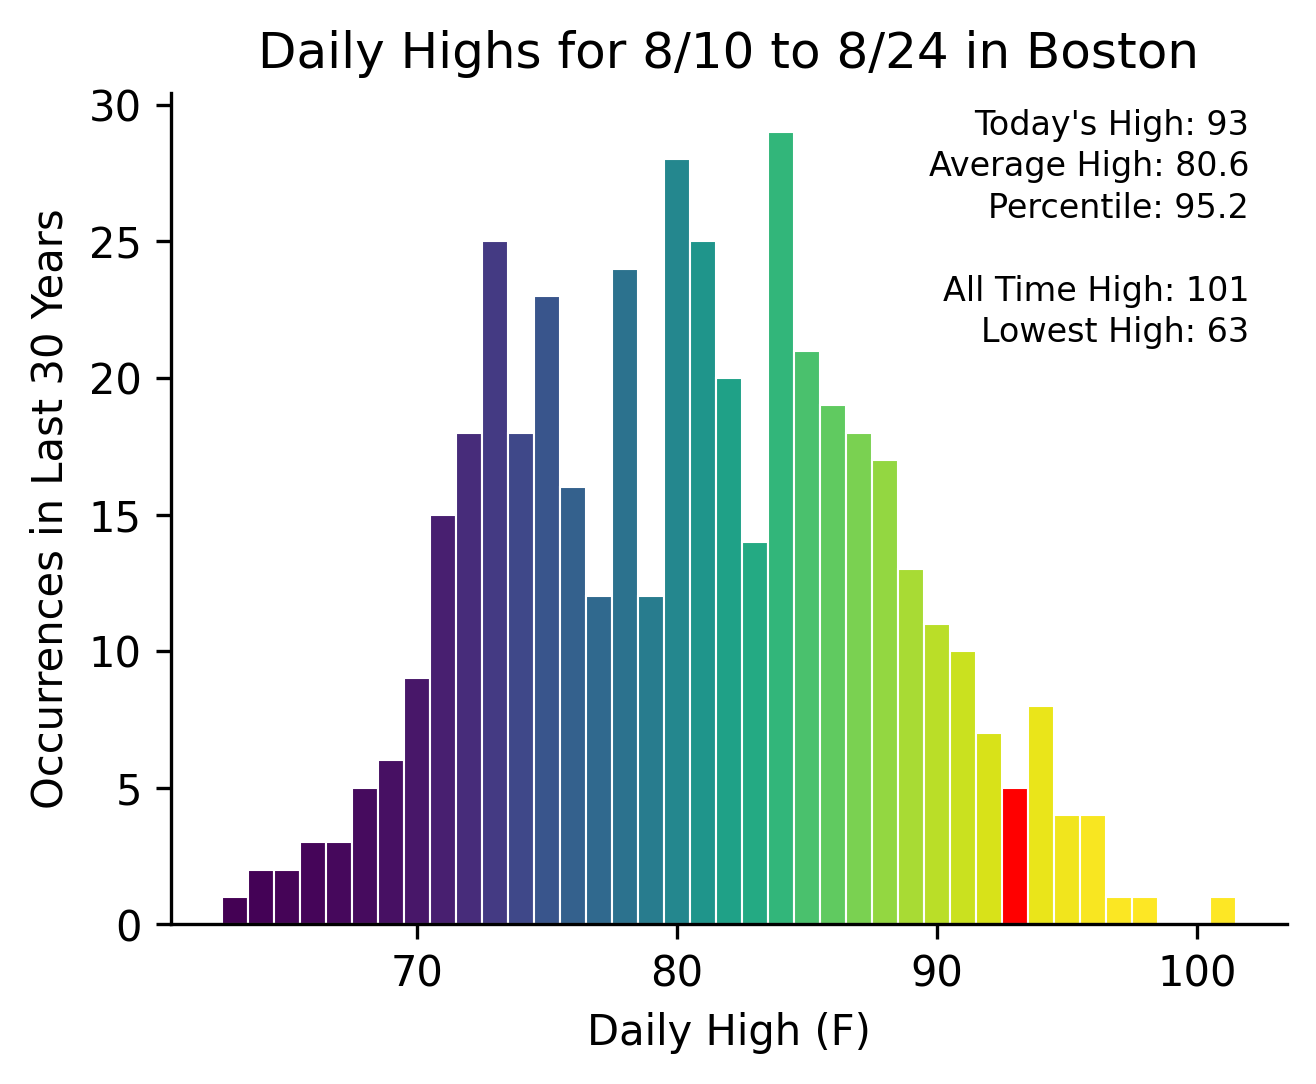 Daily Highs for 8/10 to 8/24 in Boston
Today's High: 93
Average High: 80.6
Percentile: 95.2
All Time High: 101
Lowest High: 63
Occurrences in Last 30 Years
30
25
20
15
10
5
0
70 80 90 100
Daily High (F)